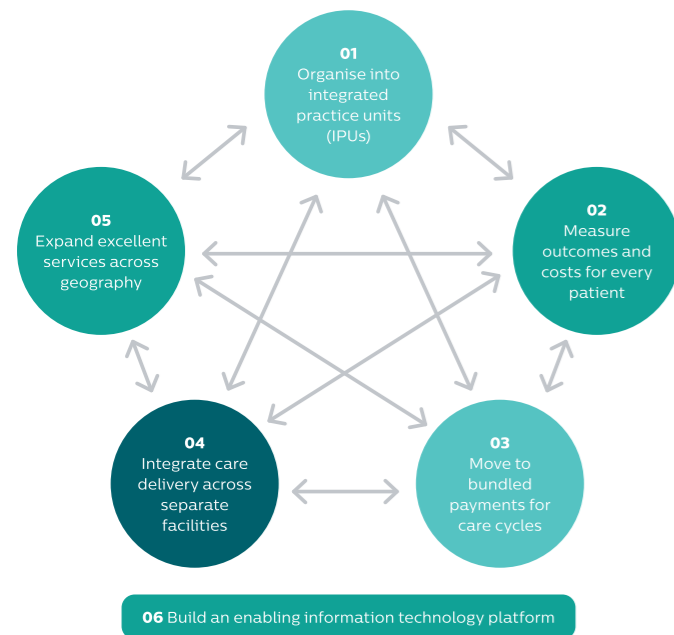 01
Organise into
integrated
practice units
(IPUs)
02
Measure
outcomes and
costs for every
patient
03
Move to
bundled
payments for
care cycles
04
Integrate care
delivery across
separate
facilities
05
Expand excellent
services across
geography
06 Build an enabling information technology platform